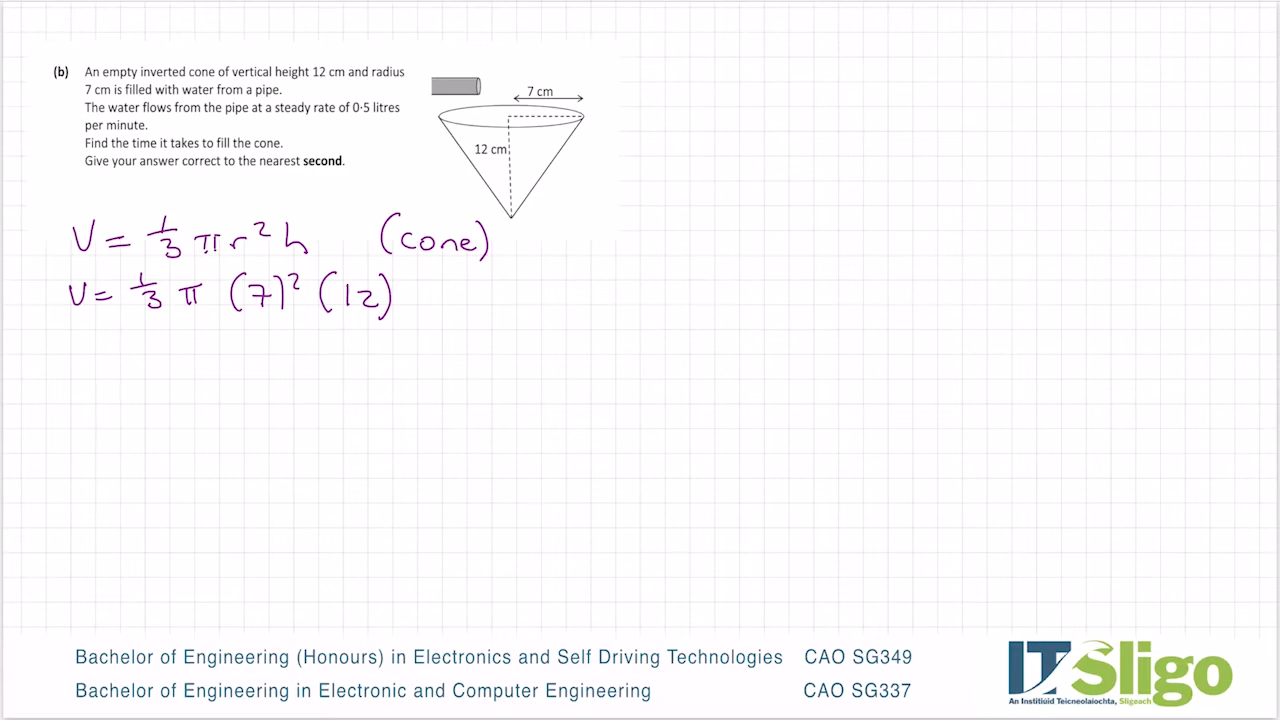 (b) An empty inverted cone of vertical height 12 cm and radius
7 cm is filled with water from a pipe.
The water flows from the pipe at a steady rate of 0·5 litres
per minute.
Find the time it takes to fill the cone.
Give your answer correct to the nearest second.
7 cm
12 cm
V = 1/3 π r² h (cone)
V = 1/3 π (7)² (12)
Bachelor of Engineering (Honours) in Electronics and Self Driving Technologies CAO SG349
Bachelor of Engineering in Electronic and Computer Engineering CAO SG337
IT Sligo
An Institiúid Teicneolaíochta, Sligeach